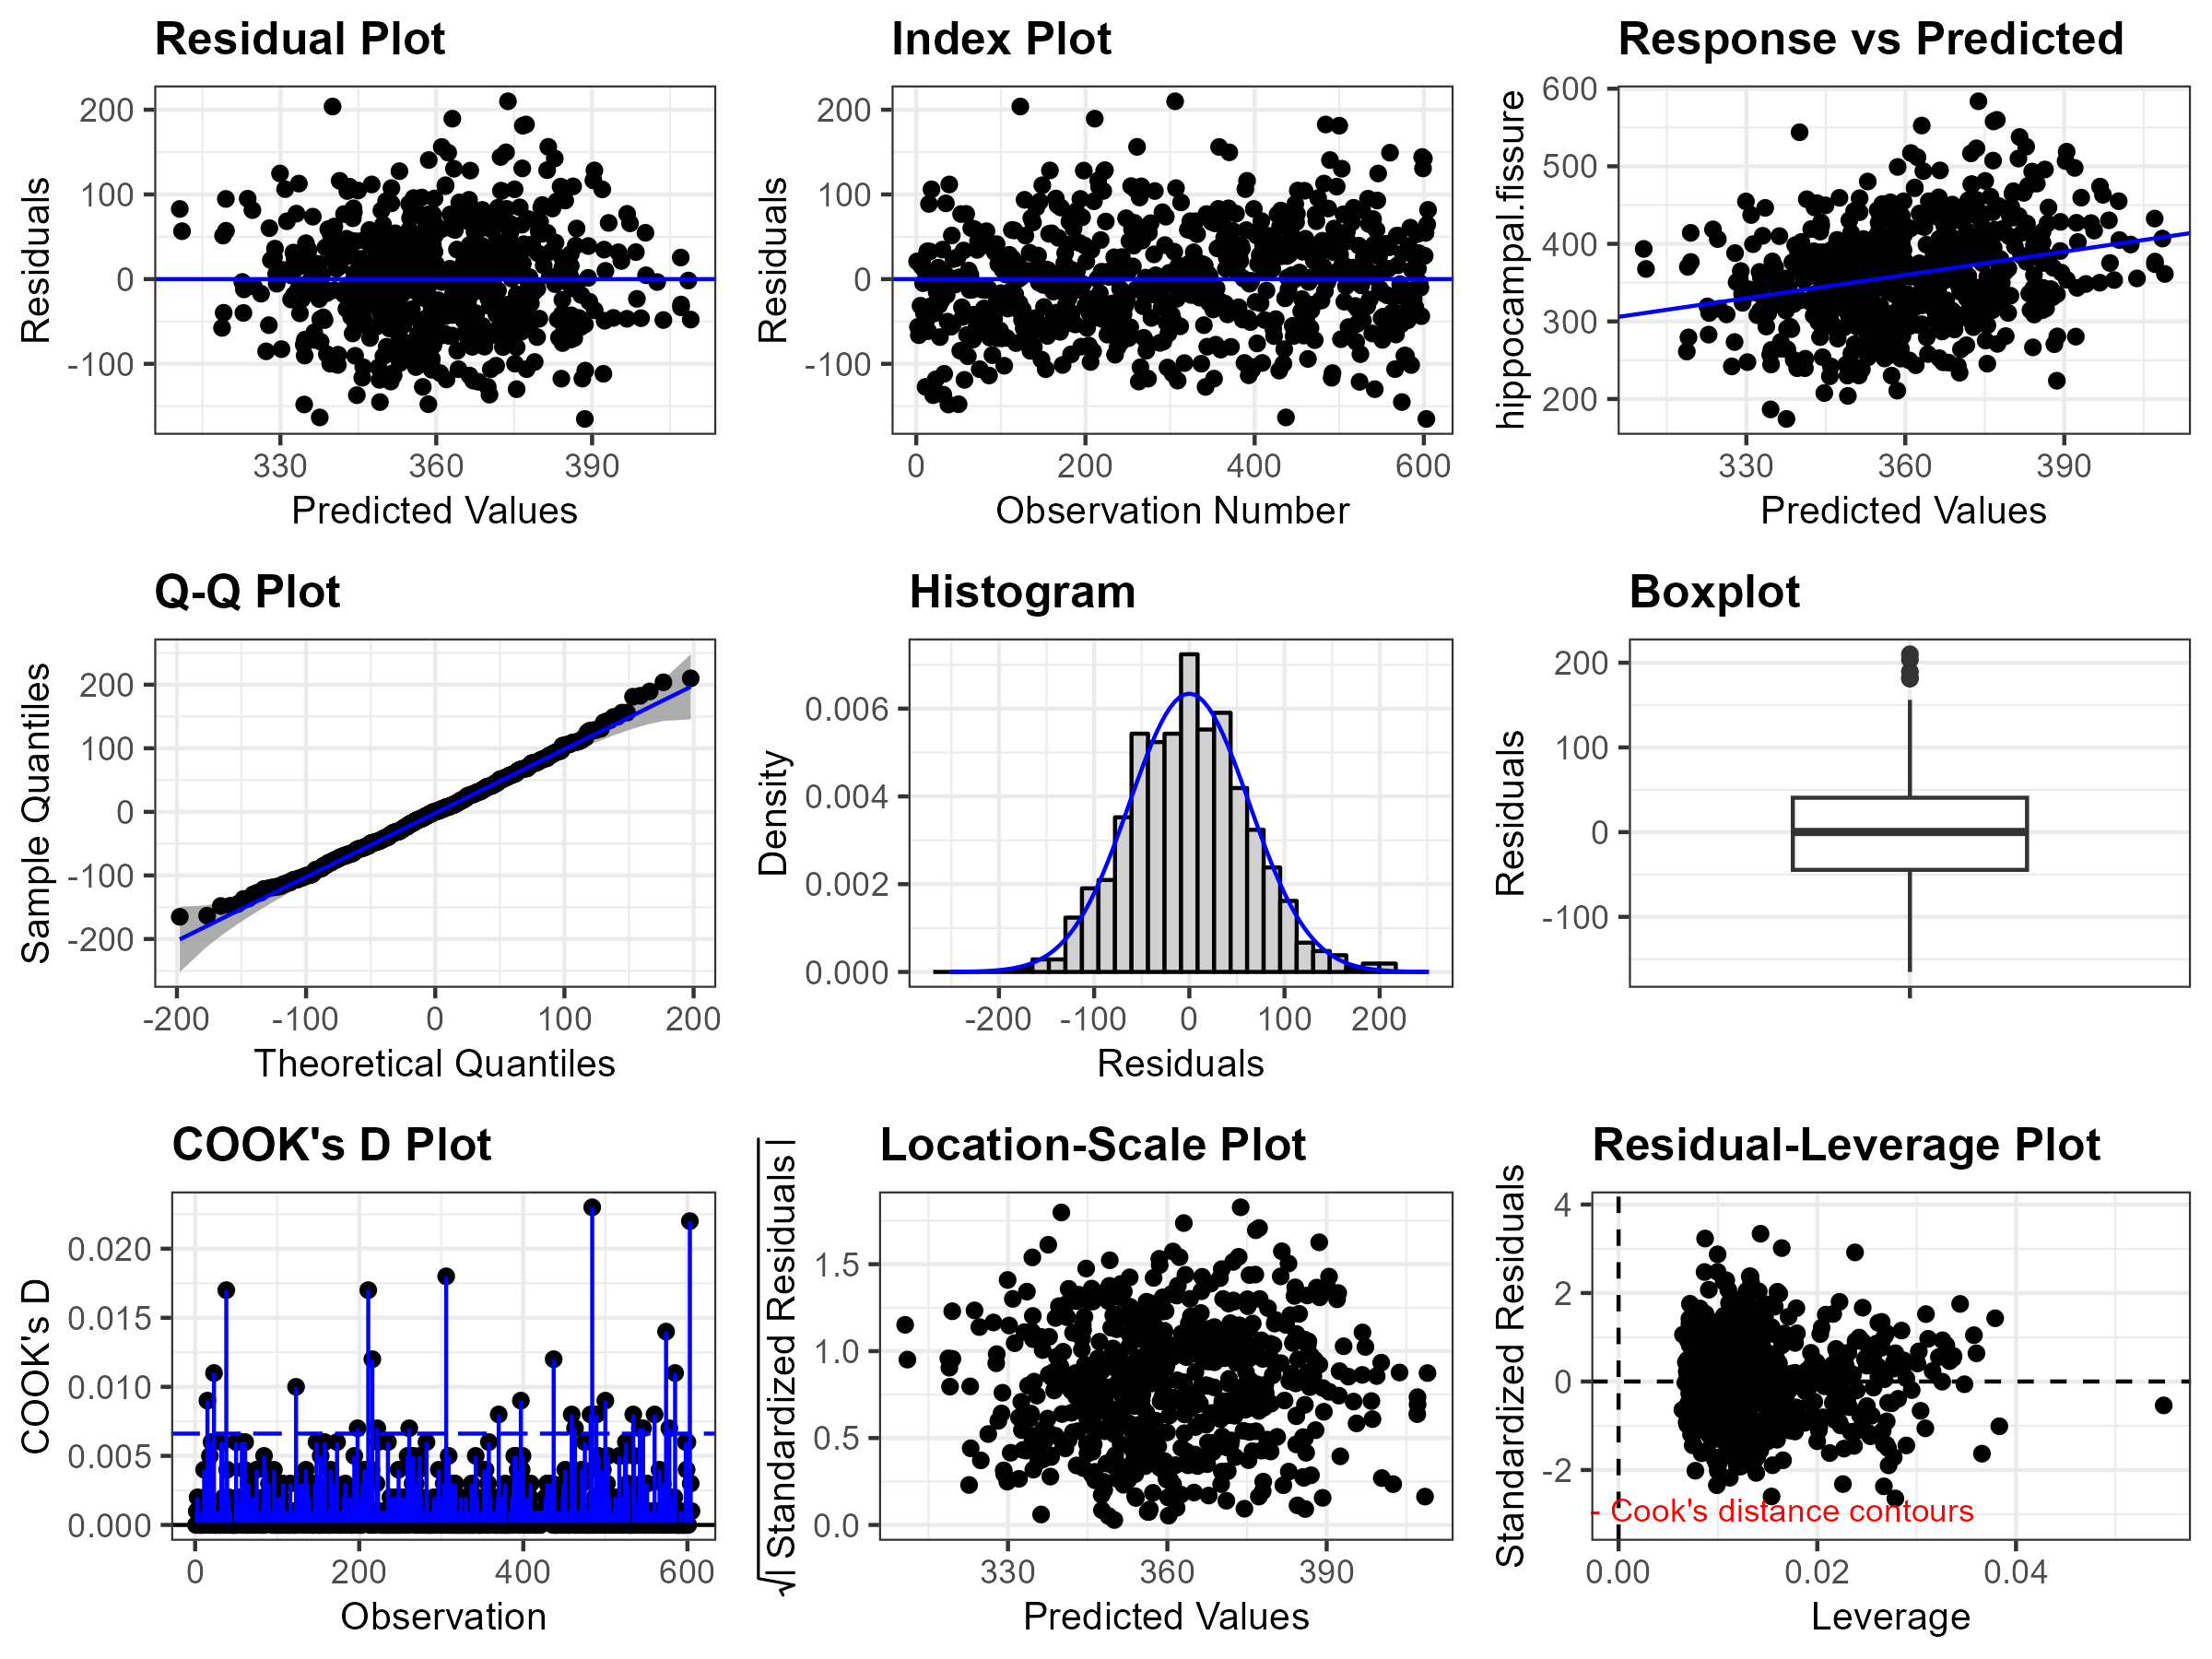 Residual Plot
Residuals
200
100
0
-100
330
360
390
Predicted Values
Index Plot
Residuals
200
100
0
-100
0
200
400
600
Observation Number
Response vs Predicted
hippocampal.fissure
600
500
400
300
200
330
360
390
Predicted Values
Q-Q Plot
Sample Quantiles
200
100
0
-100
-200
-200
-100
0
100
200
Theoretical Quantiles
Histogram
Density
0.006
0.004
0.002
0.000
-200
-100
0
100
200
Residuals
Boxplot
Residuals
200
100
0
-100
COOK's D Plot
COOK's D
0.020
0.015
0.010
0.005
0.000
0
200
400
600
Observation
Location-Scale Plot
√| Standardized Residuals |
1.5
1.0
0.5
0.0
330
360
390
Predicted Values
Residual-Leverage Plot
Standardized Residuals
4
2
0
-2
- Cook's distance contours
0.00
0.02
0.04
Leverage